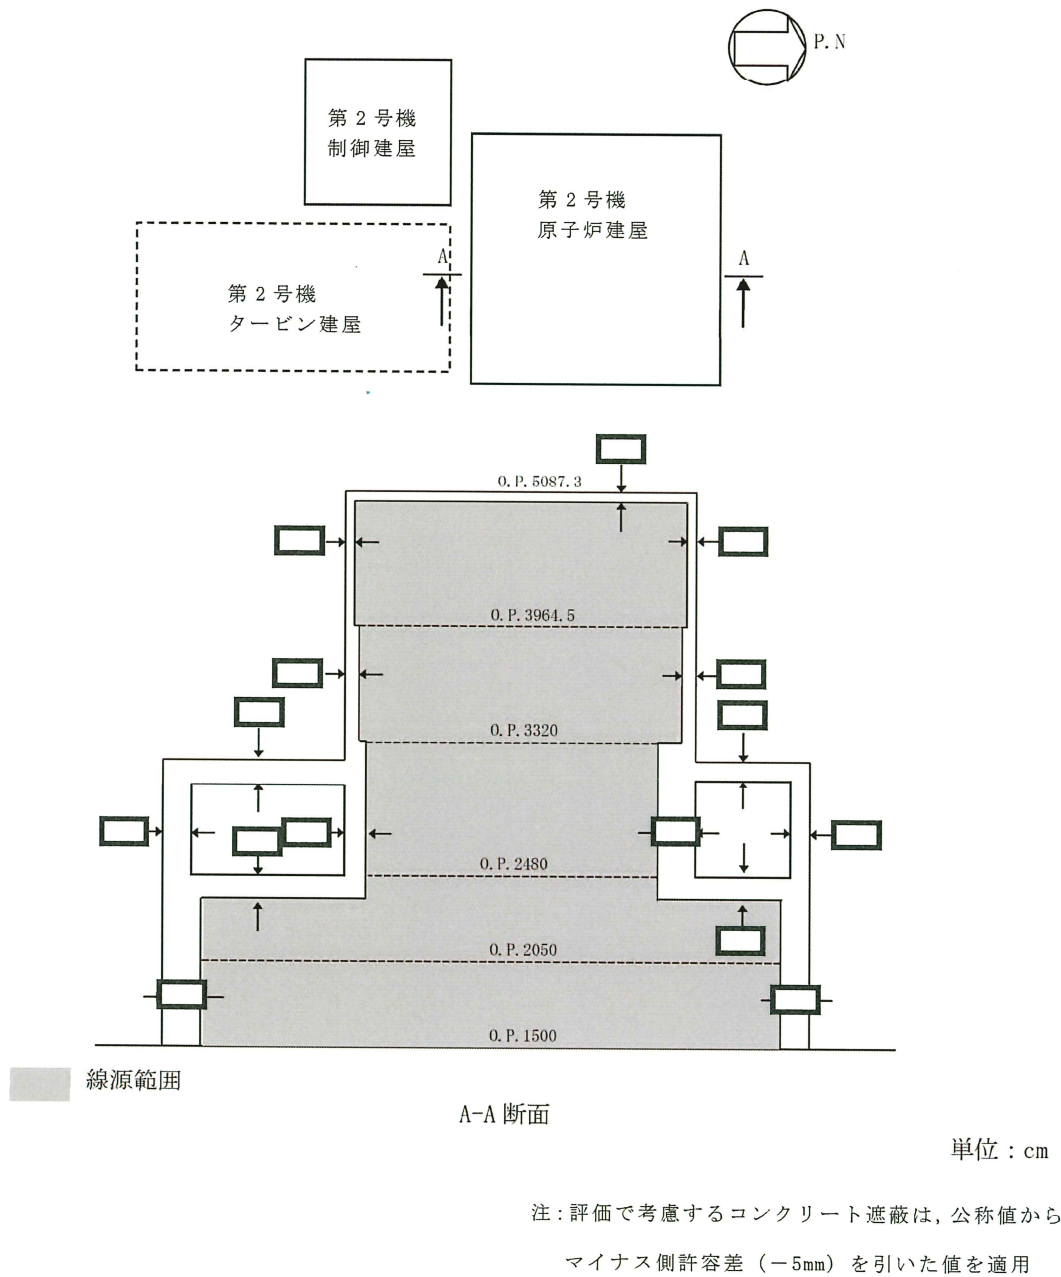 P.N
第2号機
制御建屋
第2号機
原子炉建屋
A
A
第2号機
タービン建屋
O.P.5087.3
O.P.3964.5
O.P.3320
O.P.2480
O.P.2050
O.P.1500
線源範囲
A-A 断面
単位：cm
注：評価で考慮するコンクリート遮蔽は，公称値から
マイナス側許容差（－5mm）を引いた値を適用